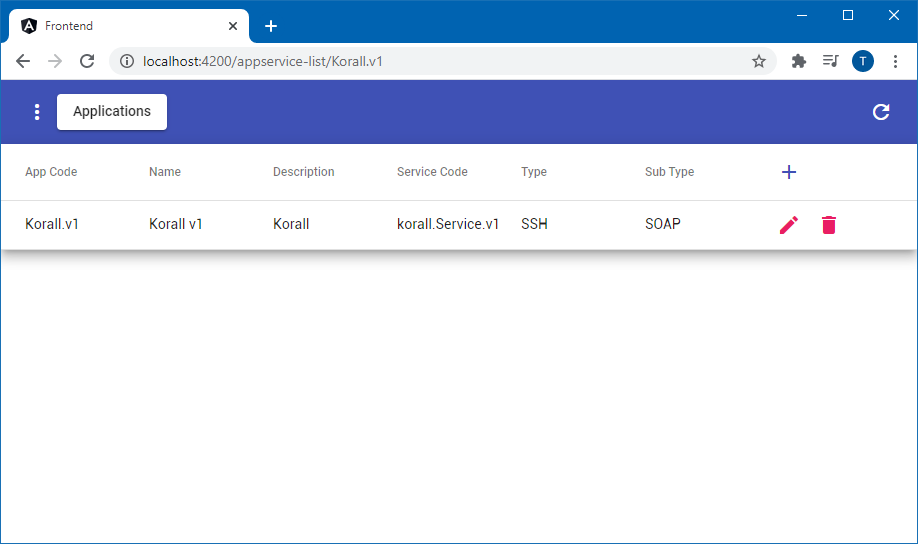 Frontend
localhost:4200/appservice-list/Korall.v1
T
Applications
App Code Name Description Service Code Type Sub Type
Korall.v1 Korall v1 Korall korall.Service.v1 SSH SOAP